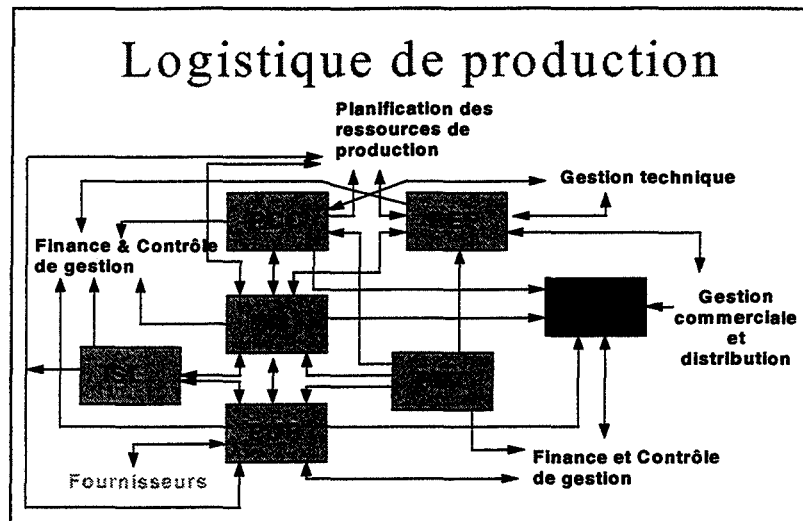 Logistique de production
Planification des
ressources de
production
Gestion technique
Finance & Contrôle
de gestion
Gestion
commerciale
et
distribution
Finance et Contrôle
de gestion
Fournisseurs